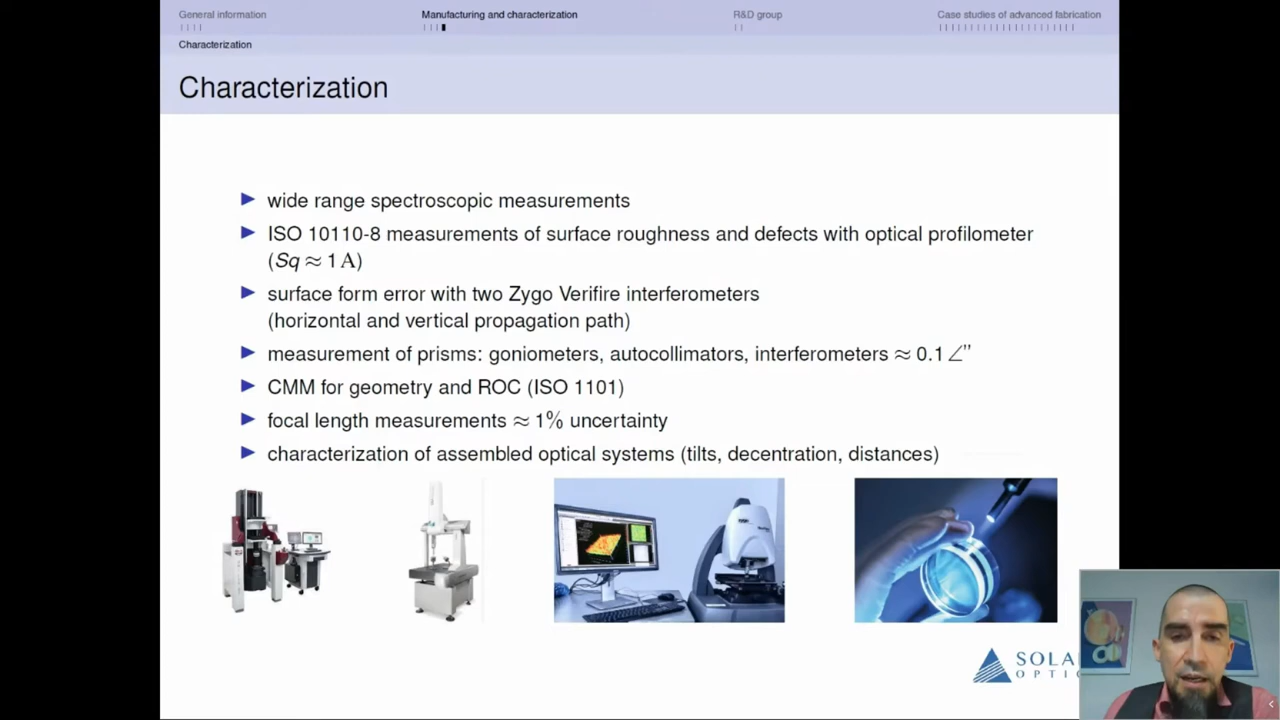 General information
Manufacturing and characterization
R&D group
Case studies of advanced fabrication
Characterization
Characterization
wide range spectroscopic measurements
ISO 10110-8 measurements of surface roughness and defects with optical profilometer
(Sq ≈ 1 A)
surface form error with two Zygo Verifire interferometers
(horizontal and vertical propagation path)
measurement of prisms: goniometers, autocollimators, interferometers ≈ 0.1 ∠”
CMM for geometry and ROC (ISO 1101)
focal length measurements ≈ 1% uncertainty
characterization of assembled optical systems (tilts, decentration, distances)
SOLA
OPTIC